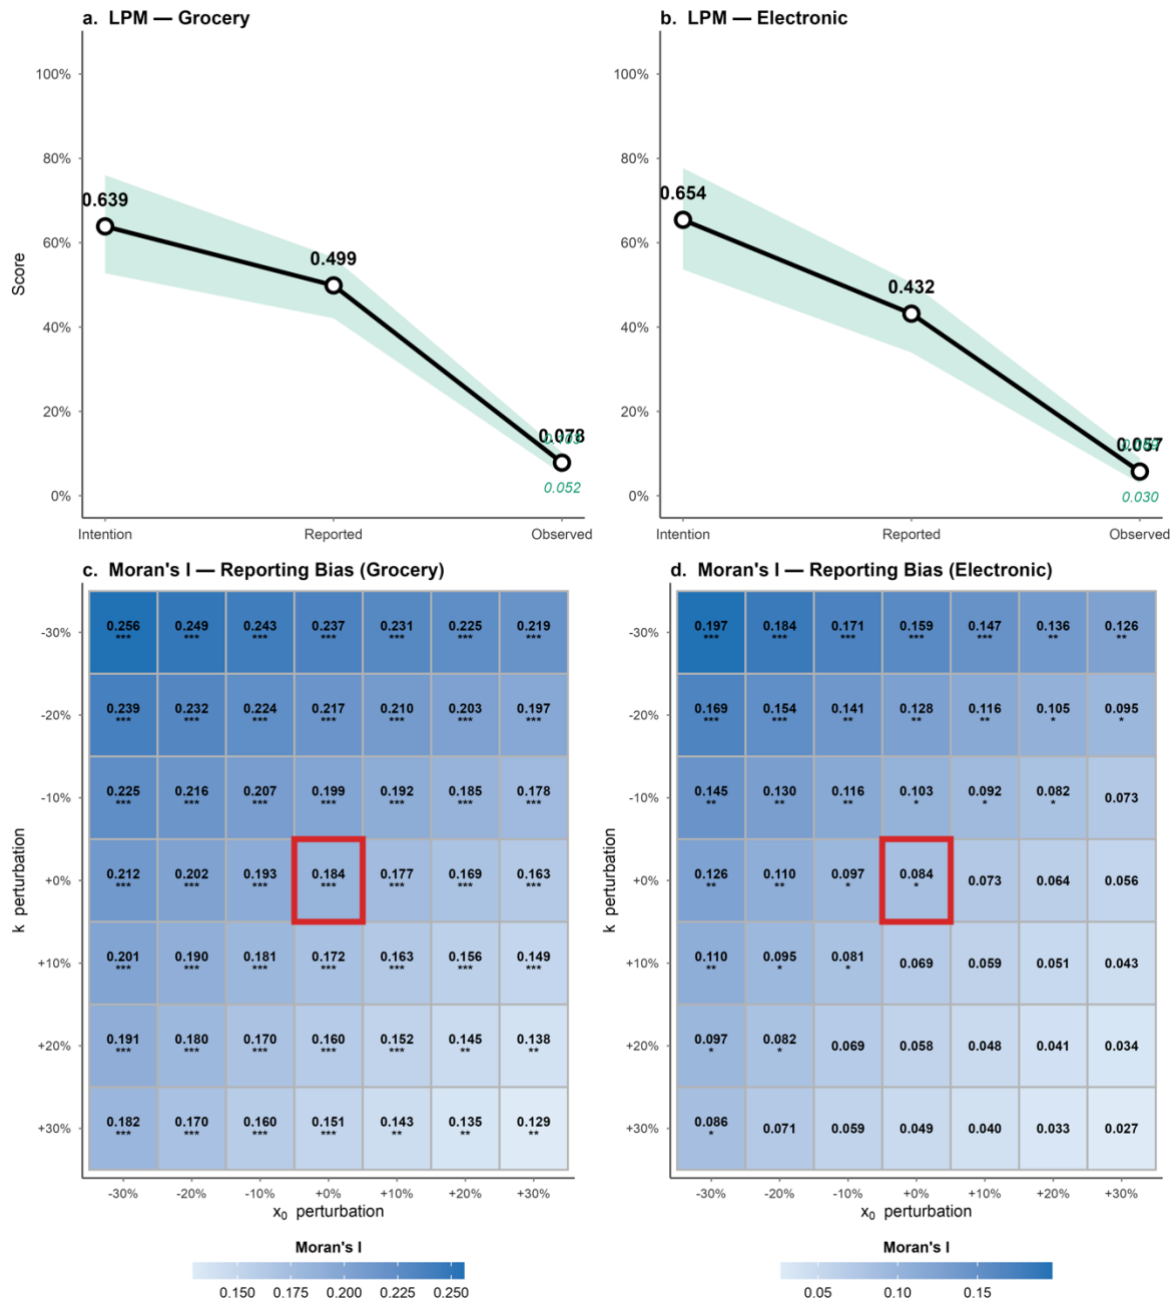 a. LPM — Grocery
100%
80%
60%
40%
20%
0%
Score
0.639
0.499
0.078
0.052
Intention Reported Observed
b. LPM — Electronic
100%
80%
60%
40%
20%
0%
0.654
0.432
0.057
0.030
Intention Reported Observed
c. Moran's I — Reporting Bias (Grocery)
k perturbation
-30% 0.256 0.249 0.243 0.237 0.231 0.225 0.219
*** *** *** *** *** *** ***
-20% 0.239 0.232 0.224 0.217 0.210 0.203 0.197
*** *** *** *** *** *** ***
-10% 0.225 0.216 0.207 0.199 0.192 0.185 0.178
*** *** *** *** *** *** ***
+0% 0.212 0.202 0.193 0.184 0.177 0.169 0.163
*** *** *** *** *** *** ***
+10% 0.201 0.190 0.181 0.172 0.163 0.156 0.149
*** *** *** *** *** *** ***
+20% 0.191 0.180 0.170 0.160 0.152 0.145 0.138
*** *** *** *** *** ** **
+30% 0.182 0.170 0.160 0.151 0.143 0.135 0.129
*** *** *** *** ** ** **
-30% -20% -10% +0% +10% +20% +30%
x₀ perturbation
Moran's I
0.150 0.175 0.200 0.225 0.250
d. Moran's I — Reporting Bias (Electronic)
k perturbation
-30% 0.197 0.184 0.171 0.159 0.147 0.136 0.126
*** *** *** *** *** ** **
-20% 0.169 0.154 0.141 0.128 0.116 0.105 0.095
*** *** ** ** ** * *
-10% 0.145 0.130 0.116 0.103 0.092 0.082 0.073
** ** ** * * *
+0% 0.126 0.110 0.097 0.084 0.073 0.064 0.056
** ** * *
+10% 0.110 0.095 0.081 0.069 0.059 0.051 0.043
** * *
+20% 0.097 0.082 0.069 0.058 0.048 0.041 0.034
* *
+30% 0.086 0.071 0.059 0.049 0.040 0.033 0.027
*
-30% -20% -10% +0% +10% +20% +30%
x₀ perturbation
Moran's I
0.05 0.10 0.15